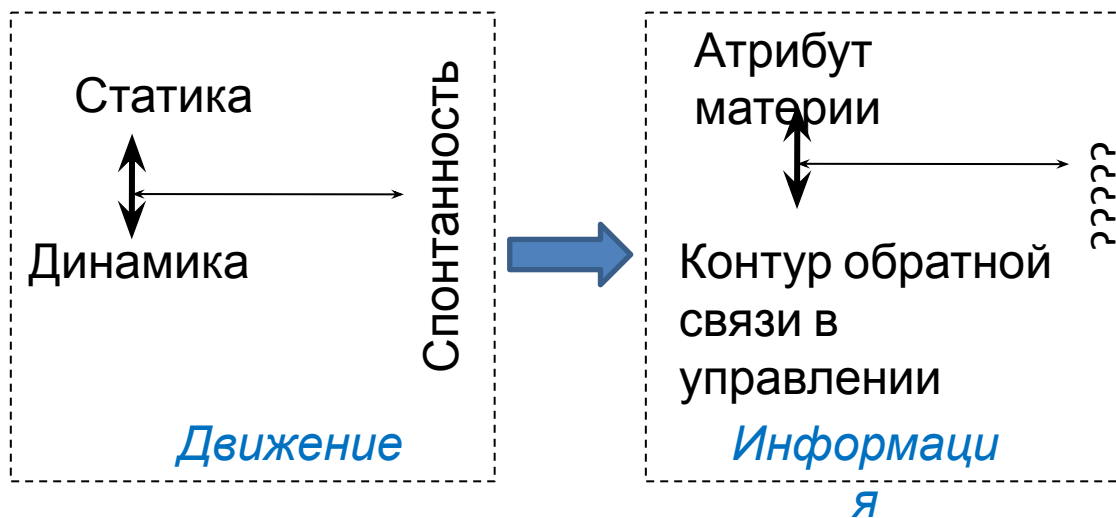 Статика
Динамика
Спонтанность
Движение
Атрибут
материи
Контур обратной
связи в
управлении
??????
Информаци
я